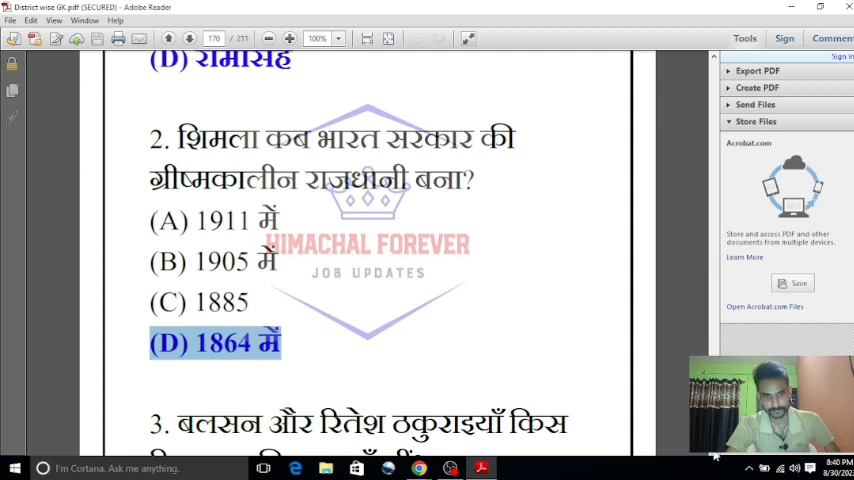 District wise GK.pdf (SECURED) - Adobe Reader
File Edit View Window Help
170 / 211 100% Tools Sign Comment
Sign In
(D) रामसिंह
2. शिमला कब भारत सरकार की
ग्रीष्मकालीन राजधानी बना?
(A) 1911 में
(B) 1905 में
(C) 1885
(D) 1864 में
3. बलसन और रितेश ठकुराइयाँ किस
HIMACHAL FOREVER
JOB UPDATES
Export PDF
Create PDF
Send Files
Store Files
Acrobat.com
Store and access PDF and other
documents from multiple devices.
Learn More
Save
Open Acrobat.com Files
I'm Cortana. Ask me anything.
8:40 PM